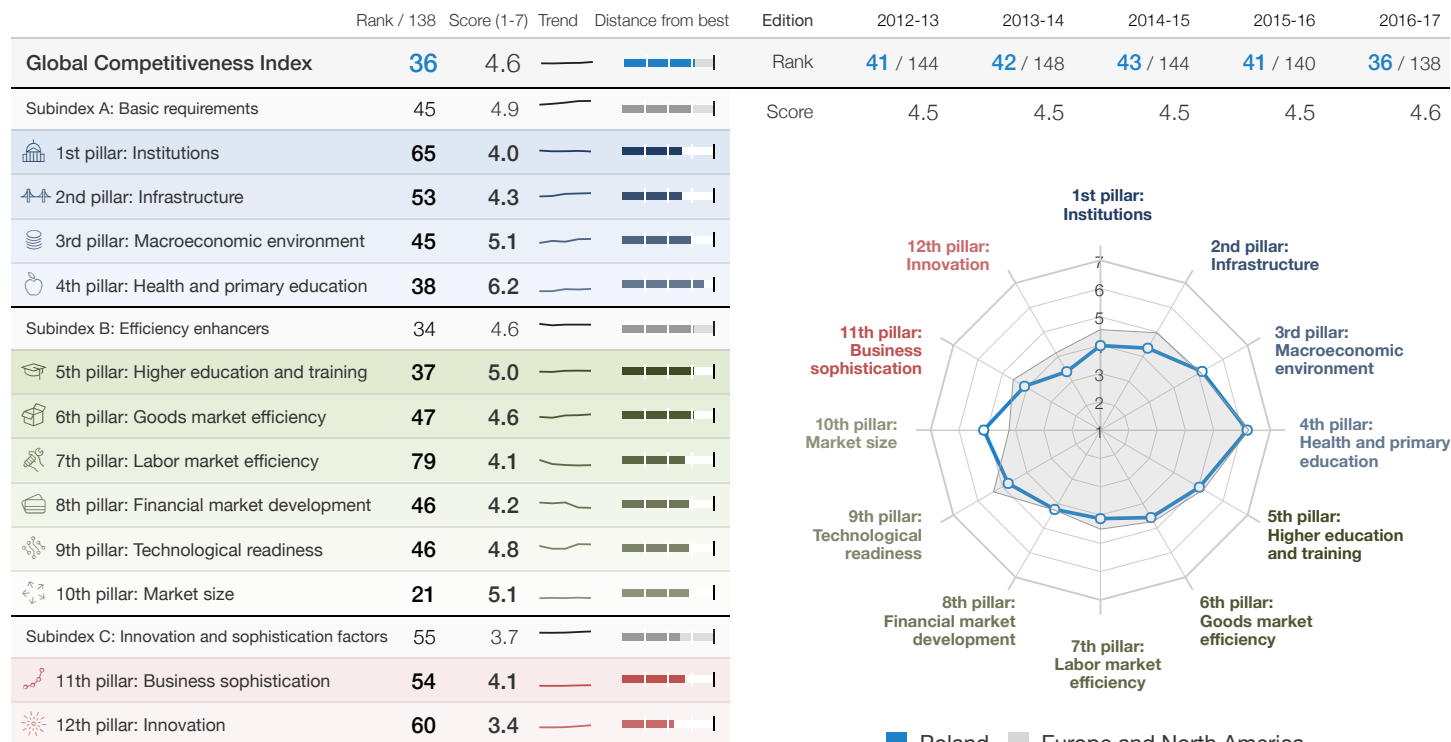 Rank / 138 Score (1-7) Trend Distance from best
Global Competitiveness Index 36 4.6
Subindex A: Basic requirements 45 4.9
1st pillar: Institutions 65 4.0
2nd pillar: Infrastructure 53 4.3
3rd pillar: Macroeconomic environment 45 5.1
4th pillar: Health and primary education 38 6.2
Subindex B: Efficiency enhancers 34 4.6
5th pillar: Higher education and training 37 5.0
6th pillar: Goods market efficiency 47 4.6
7th pillar: Labor market efficiency 79 4.1
8th pillar: Financial market development 46 4.2
9th pillar: Technological readiness 46 4.8
10th pillar: Market size 21 5.1
Subindex C: Innovation and sophistication factors 55 3.7
11th pillar: Business sophistication 54 4.1
12th pillar: Innovation 60 3.4
Edition 2012-13 2013-14 2014-15 2015-16 2016-17
Rank 41 / 144 42 / 148 43 / 144 41 / 140 36 / 138
Score 4.5 4.5 4.5 4.5 4.6
1st pillar:
Institutions
2nd pillar:
Infrastructure
3rd pillar:
Macroeconomic
environment
4th pillar:
Health and primary
education
5th pillar:
Higher education
and training
6th pillar:
Goods market
efficiency
7th pillar:
Labor market
efficiency
8th pillar:
Financial market
development
9th pillar:
Technological
readiness
10th pillar:
Market size
11th pillar:
Business
sophistication
12th pillar:
Innovation
7
6
5
3
2
1
Poland Europe and North America